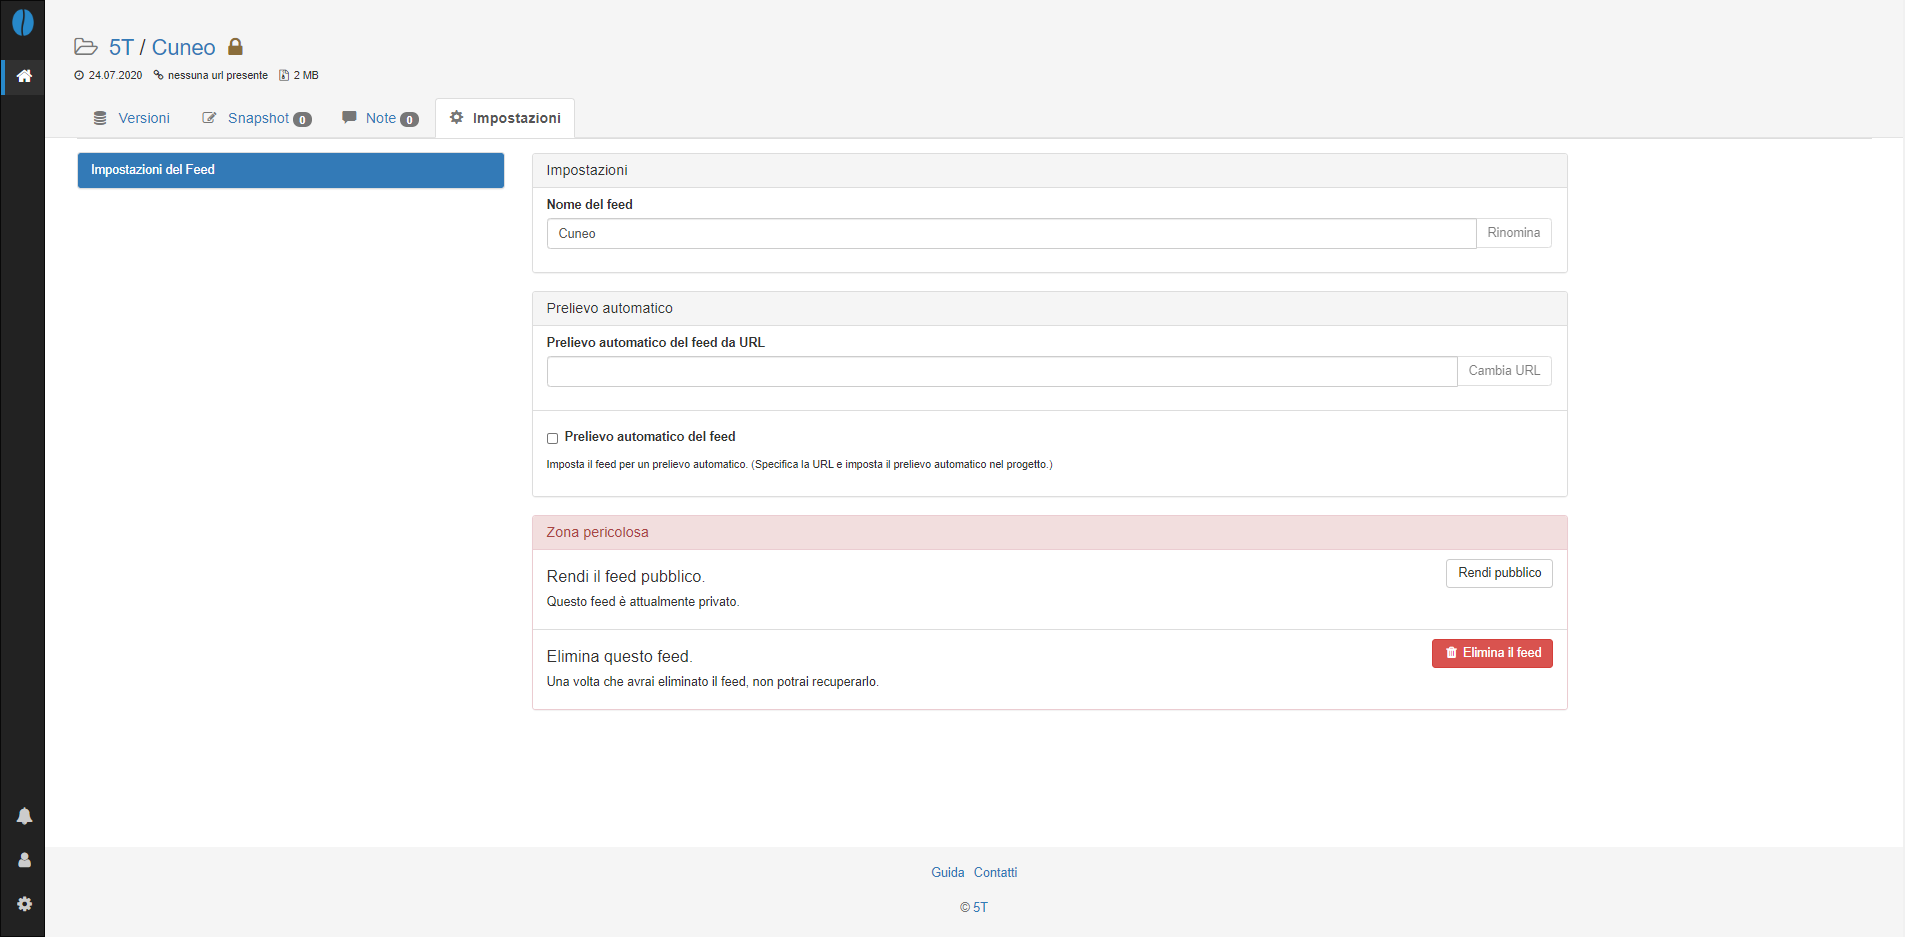 5T / Cuneo
24.07.2020 nessuna url presente 2 MB
Versioni Snapshot 0 Note 0 Impostazioni
Impostazioni del Feed
Impostazioni
Nome del feed
Cuneo Rinomina
Prelievo automatico
Prelievo automatico del feed da URL
Cambia URL
Prelievo automatico del feed
Imposta il feed per un prelievo automatico. (Specifica la URL e imposta il prelievo automatico nel progetto.)
Zona pericolosa
Rendi il feed pubblico. Rendi pubblico
Questo feed è attualmente privato.
Elimina questo feed. Elimina il feed
Una volta che avrai eliminato il feed, non potrai recuperarlo.
Guida Contatti
© 5T